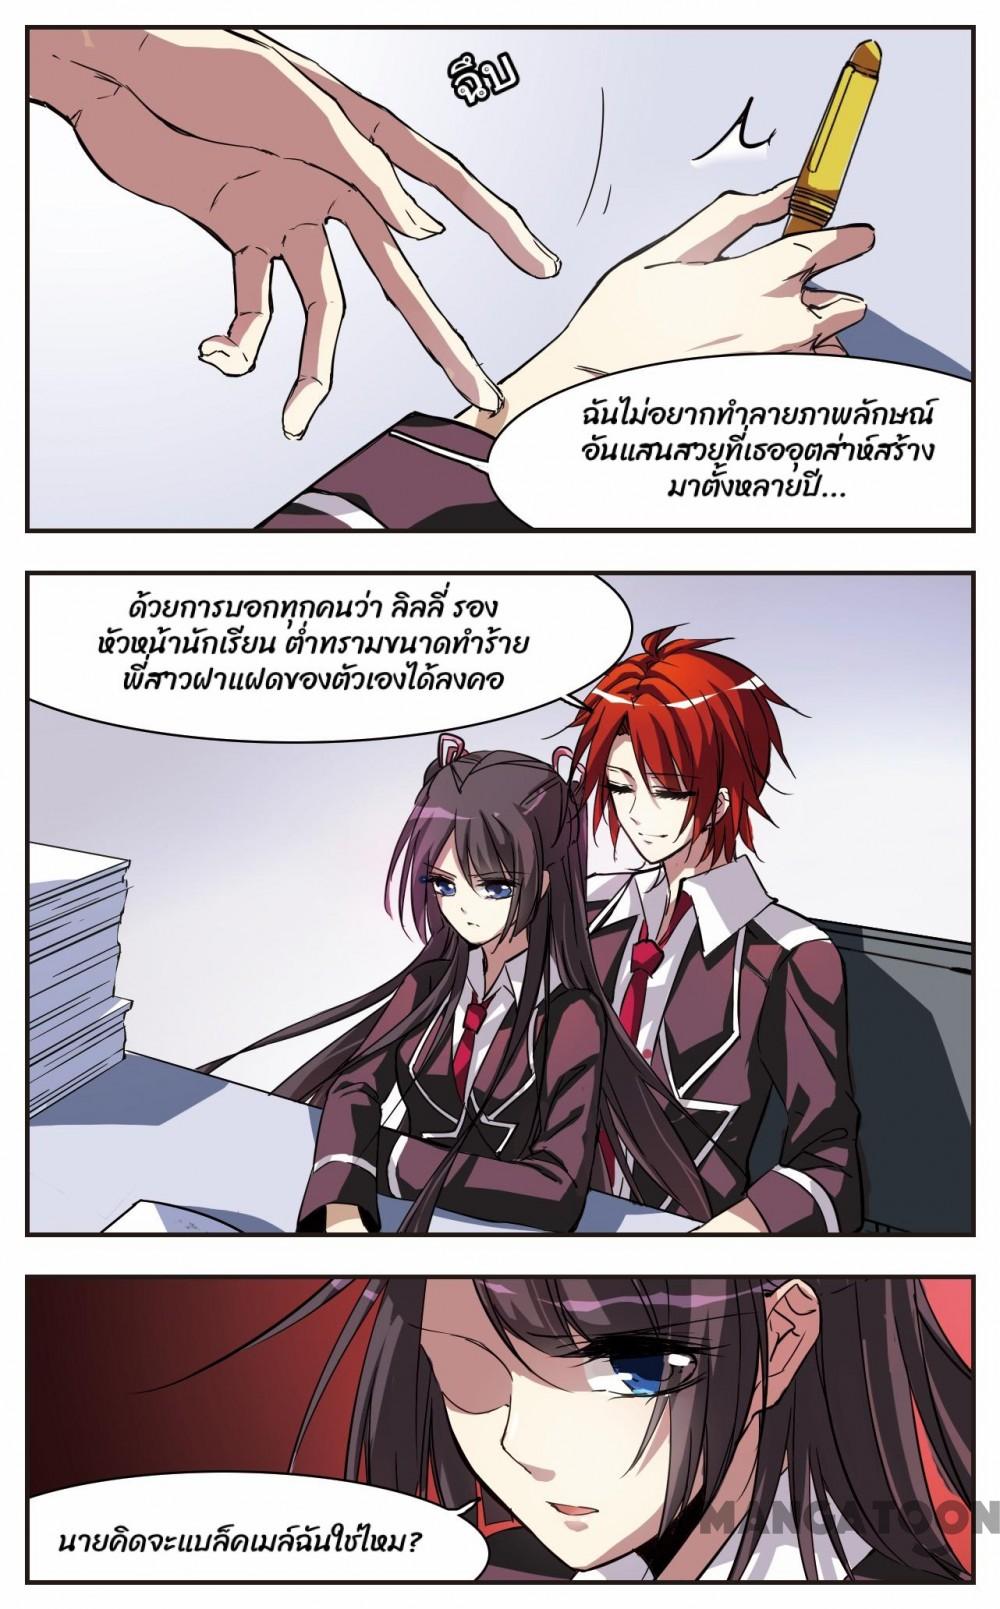 ฉึบ
ฉันไม่อยากทำลายภาพลักษณ์
อันแสนสวยที่เธออุตส่าห์สร้าง
มาตั้งหลายปี...
ด้วยการบอกทุกคนว่า ลิลลี่ รอง
หัวหน้านักเรียน ต่ำทรามขนาดทำร้าย
พี่สาวฝาแฝดของตัวเองได้ลงคอ
นายคิดจะแบล็คเมล์ฉันใช่ไหม?
MANGATOON